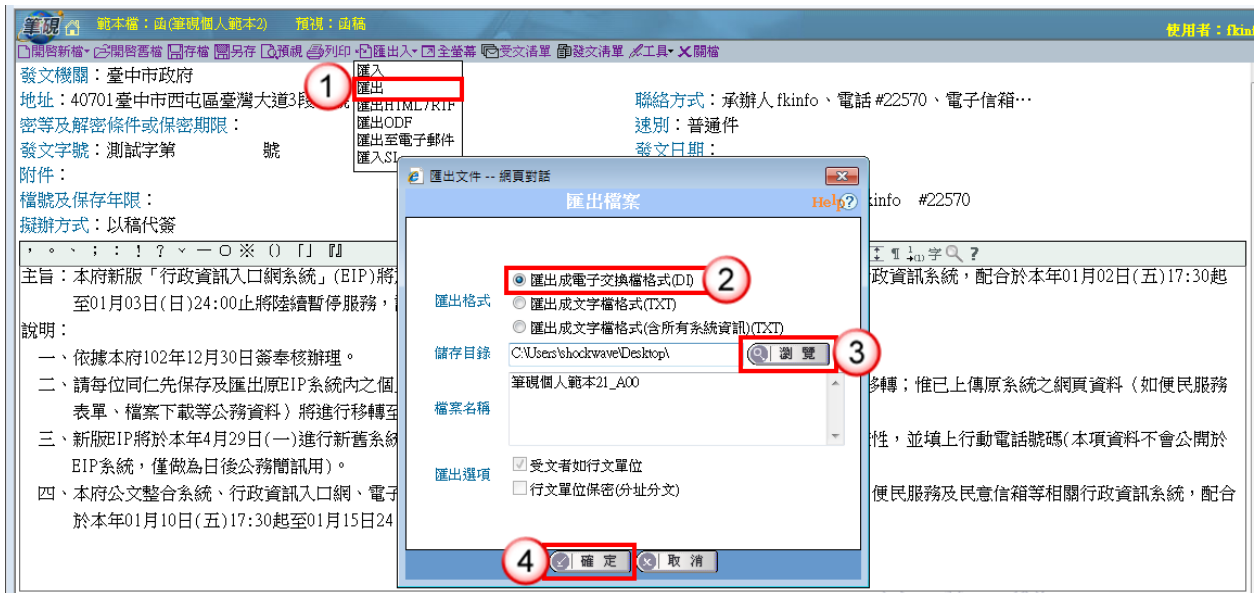 筆硯 範本檔：函(筆硯個人範本2) 預視：函稿
使用者：fkinf
開啓新檔 開啓舊檔 存檔 另存 預視 列印 匯出入 全螢幕 受文清單 發文清單 工具 關檔
匯入
匯出
匯出HTML/RTF
匯出ODF
匯出至電子郵件
匯入SI
1
發文機關：臺中市政府
地址：40701臺中市西屯區臺灣大道3段
聯絡方式：承辦人 fkinfo、電話 #22570、電子信箱…
密等及解密條件或保密期限：
速別：普通件
發文字號：測試字第 號
發文日期：
附件：
檔號及保存年限：
kinfo #22570
擬辦方式：以稿代簽
，。、；：！？ˇ－○※（）「」『』
字 ?
主旨：本府新版「行政資訊入口網系統」(EIP)將
政資訊系統，配合於本年01月02日(五)17:30起
至01月03日(日)24:00止將陸續暫停服務，
說明：
一、依據本府102年12月30日簽奉核辦理。
二、請每位同仁先保存及匯出原EIP系統內之個
移轉；惟已上傳原系統之網頁資料（如便民服務
表單、檔案下載等公務資料）將進行移轉至
三、新版EIP將於本年4月29日(一)進行新舊系統
性，並填上行動電話號碼(本項資料不會公開於
EIP系統，僅做為日後公務簡訊用)。
四、本府公文整合系統、行政資訊入口網、電子
便民服務及民意信箱等相關行政資訊系統，配合
於本年01月10日(五)17:30起至01月15日24
匯出文件 -- 網頁對話
匯出檔案
Help?
匯出格式
匯出成電子交換檔格式(DI)
2
匯出成文字檔格式(TXT)
匯出成文字檔格式(含所有系統資訊)(TXT)
儲存目錄 C:\Users\shockwave\Desktop\ 瀏覽
3
檔案名稱 筆硯個人範本21_A00
匯出選項
受文者如行文單位
行文單位保密(分址分文)
4
確定 取消